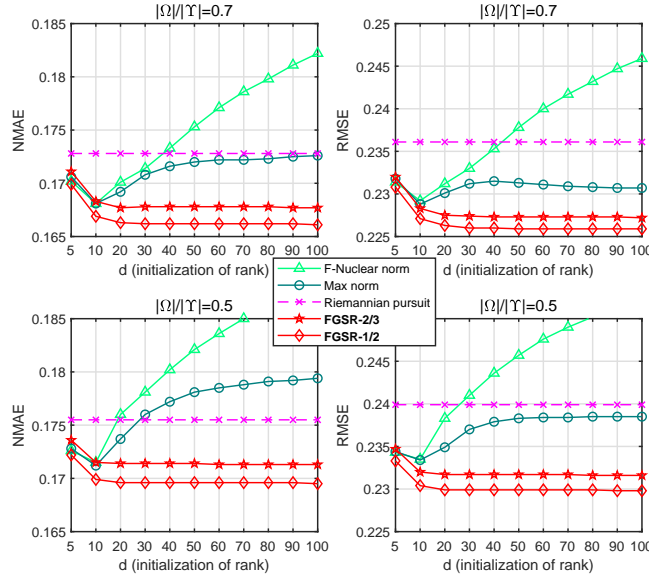 |Ω|/|ϒ|=0.7
0.185
0.18
0.175
0.17
0.165
NMAE
5 10 20 30 40 50 60 70 80 90 100
d (initialization of rank)
|Ω|/|ϒ|=0.7
0.25
0.245
0.24
0.235
0.23
0.225
RMSE
5 10 20 30 40 50 60 70 80 90 100
d (initialization of rank)
F-Nuclear norm
Max norm
Riemannian pursuit
FGSR-2/3
FGSR-1/2
|Ω|/|ϒ|=0.5
0.185
0.18
0.175
0.17
0.165
NMAE
5 10 20 30 40 50 60 70 80 90 100
d (initialization of rank)
|Ω|/|ϒ|=0.5
0.25
0.245
0.24
0.235
0.23
0.225
RMSE
5 10 20 30 40 50 60 70 80 90 100
d (initialization of rank)